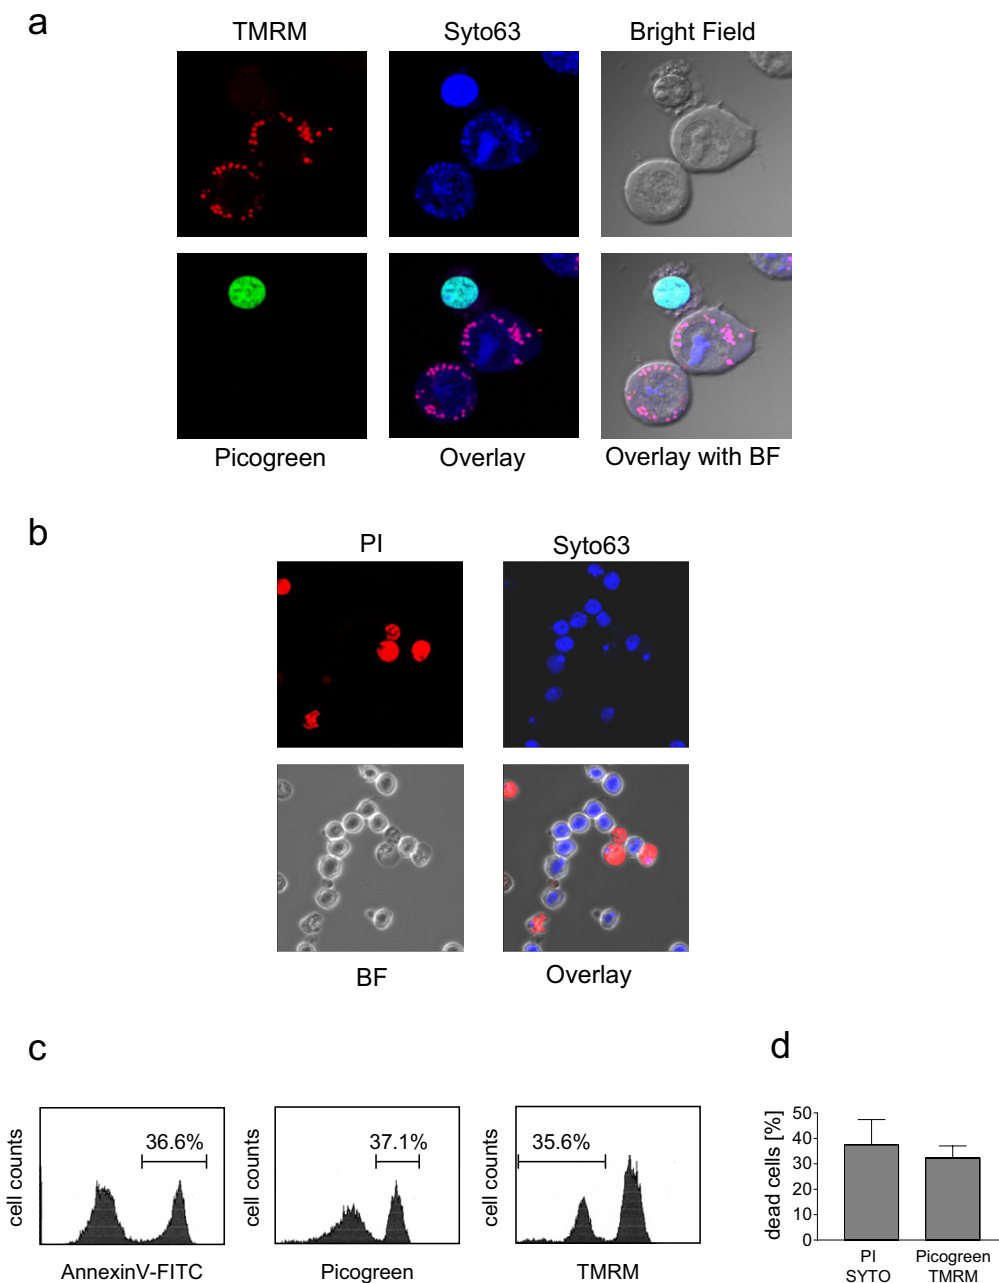 a
TMRM
Syto63
Bright Field
Picogreen
Overlay
Overlay with BF
b
PI
Syto63
BF
Overlay
c
cell counts
36.6%
AnnexinV-FITC
cell counts
37.1%
Picogreen
cell counts
35.6%
TMRM
d
dead cells [%]
50
40
30
20
10
0
PI
SYTO
Picogreen
TMRM